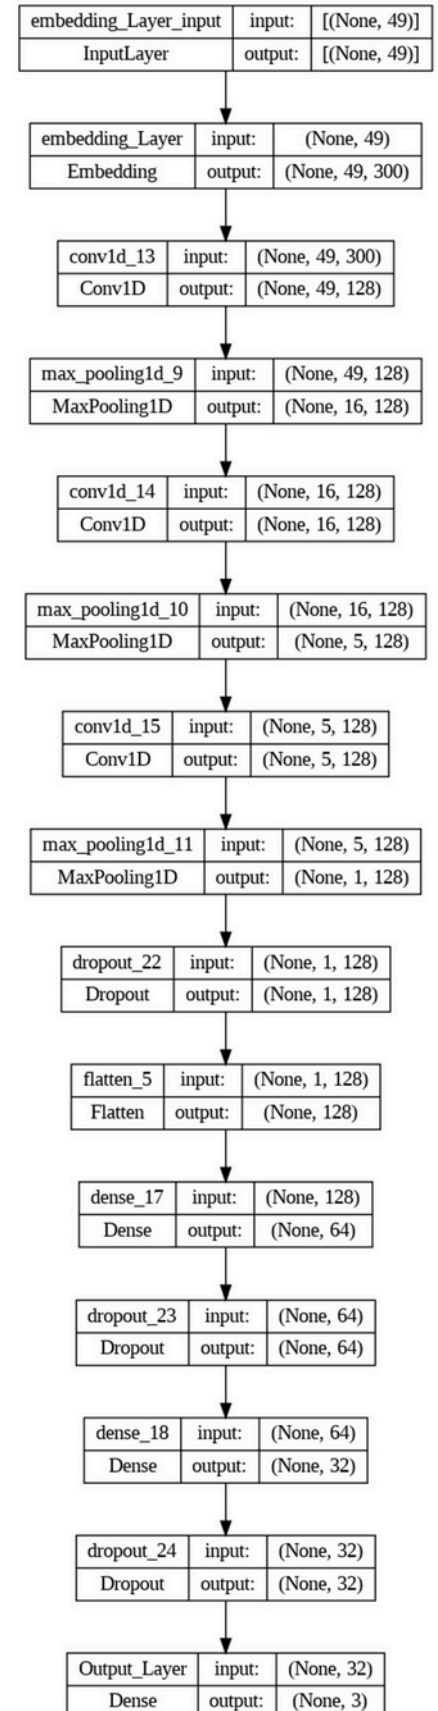 embedding_Layer_input input: [(None, 49)]
InputLayer output: [(None, 49)]
embedding_Layer input: (None, 49)
Embedding output: (None, 49, 300)
conv1d_13 input: (None, 49, 300)
Conv1D output: (None, 49, 128)
max_pooling1d_9 input: (None, 49, 128)
MaxPooling1D output: (None, 16, 128)
conv1d_14 input: (None, 16, 128)
Conv1D output: (None, 16, 128)
max_pooling1d_10 input: (None, 16, 128)
MaxPooling1D output: (None, 5, 128)
conv1d_15 input: (None, 5, 128)
Conv1D output: (None, 5, 128)
max_pooling1d_11 input: (None, 5, 128)
MaxPooling1D output: (None, 1, 128)
dropout_22 input: (None, 1, 128)
Dropout output: (None, 1, 128)
flatten_5 input: (None, 1, 128)
Flatten output: (None, 128)
dense_17 input: (None, 128)
Dense output: (None, 64)
dropout_23 input: (None, 64)
Dropout output: (None, 64)
dense_18 input: (None, 64)
Dense output: (None, 32)
dropout_24 input: (None, 32)
Dropout output: (None, 32)
Output_Layer input: (None, 32)
Dense output: (None, 3)